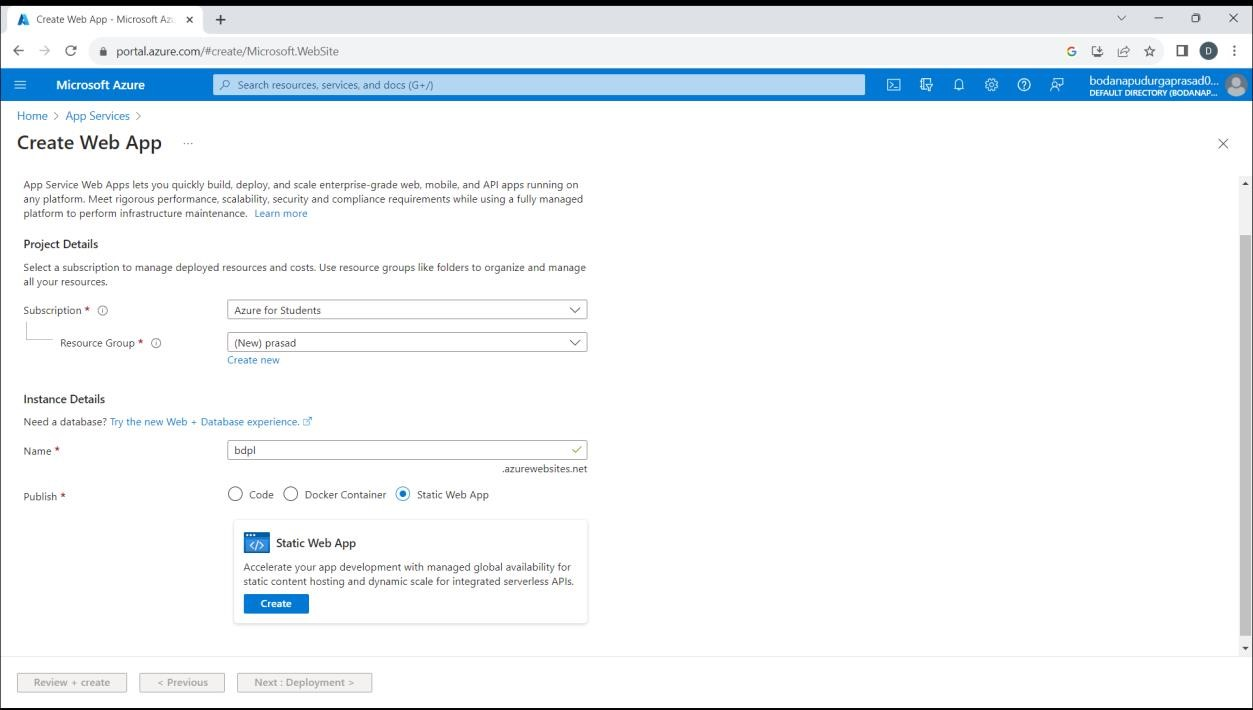 Create Web App - Microsoft Azu
portal.azure.com/#create/Microsoft.WebSite
G
D
Microsoft Azure
Search resources, services, and docs (G+/)
bodanapudurgaprasad0...
DEFAULT DIRECTORY (BODANAP...
Home > App Services >
Create Web App ...
App Service Web Apps lets you quickly build, deploy, and scale enterprise-grade web, mobile, and API apps running on
any platform. Meet rigorous performance, scalability, security and compliance requirements while using a fully managed
platform to perform infrastructure maintenance. Learn more
Project Details
Select a subscription to manage deployed resources and costs. Use resource groups like folders to organize and manage
all your resources.
Subscription *
Azure for Students
Resource Group *
(New) prasad
Create new
Instance Details
Need a database? Try the new Web + Database experience.
Name *
bdpl
.azurewebsites.net
Publish *
Code
Docker Container
Static Web App
Static Web App
Accelerate your app development with managed global availability for
static content hosting and dynamic scale for integrated serverless APIs.
Create
Review + create
< Previous
Next : Deployment >